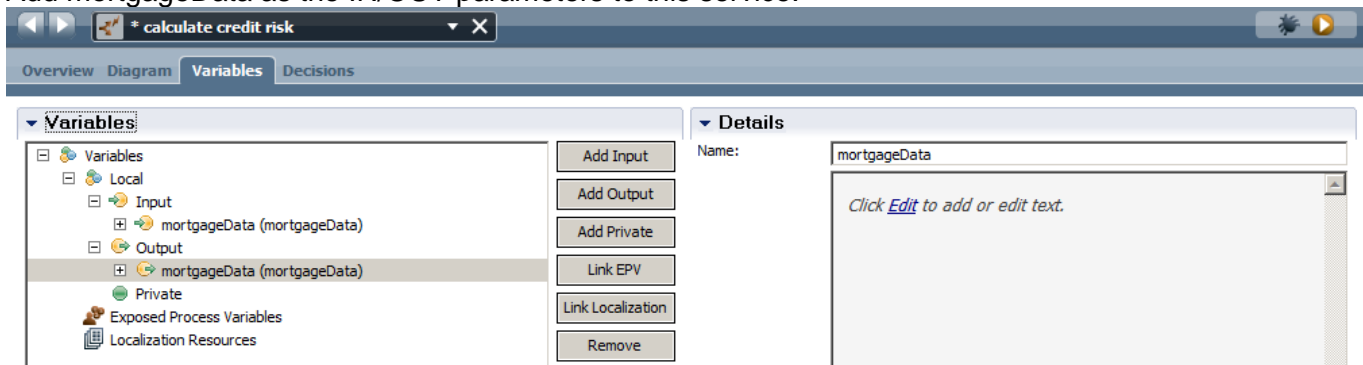 Add mortgageData as the IN/OUT parameters to this service.
* calculate credit risk
Overview Diagram Variables Decisions
Variables
Variables
Local
Input
mortgageData (mortgageData)
Output
mortgageData (mortgageData)
Private
Exposed Process Variables
Localization Resources
Add Input
Add Output
Add Private
Link EPV
Link Localization
Remove
Details
Name: mortgageData
Click Edit to add or edit text.